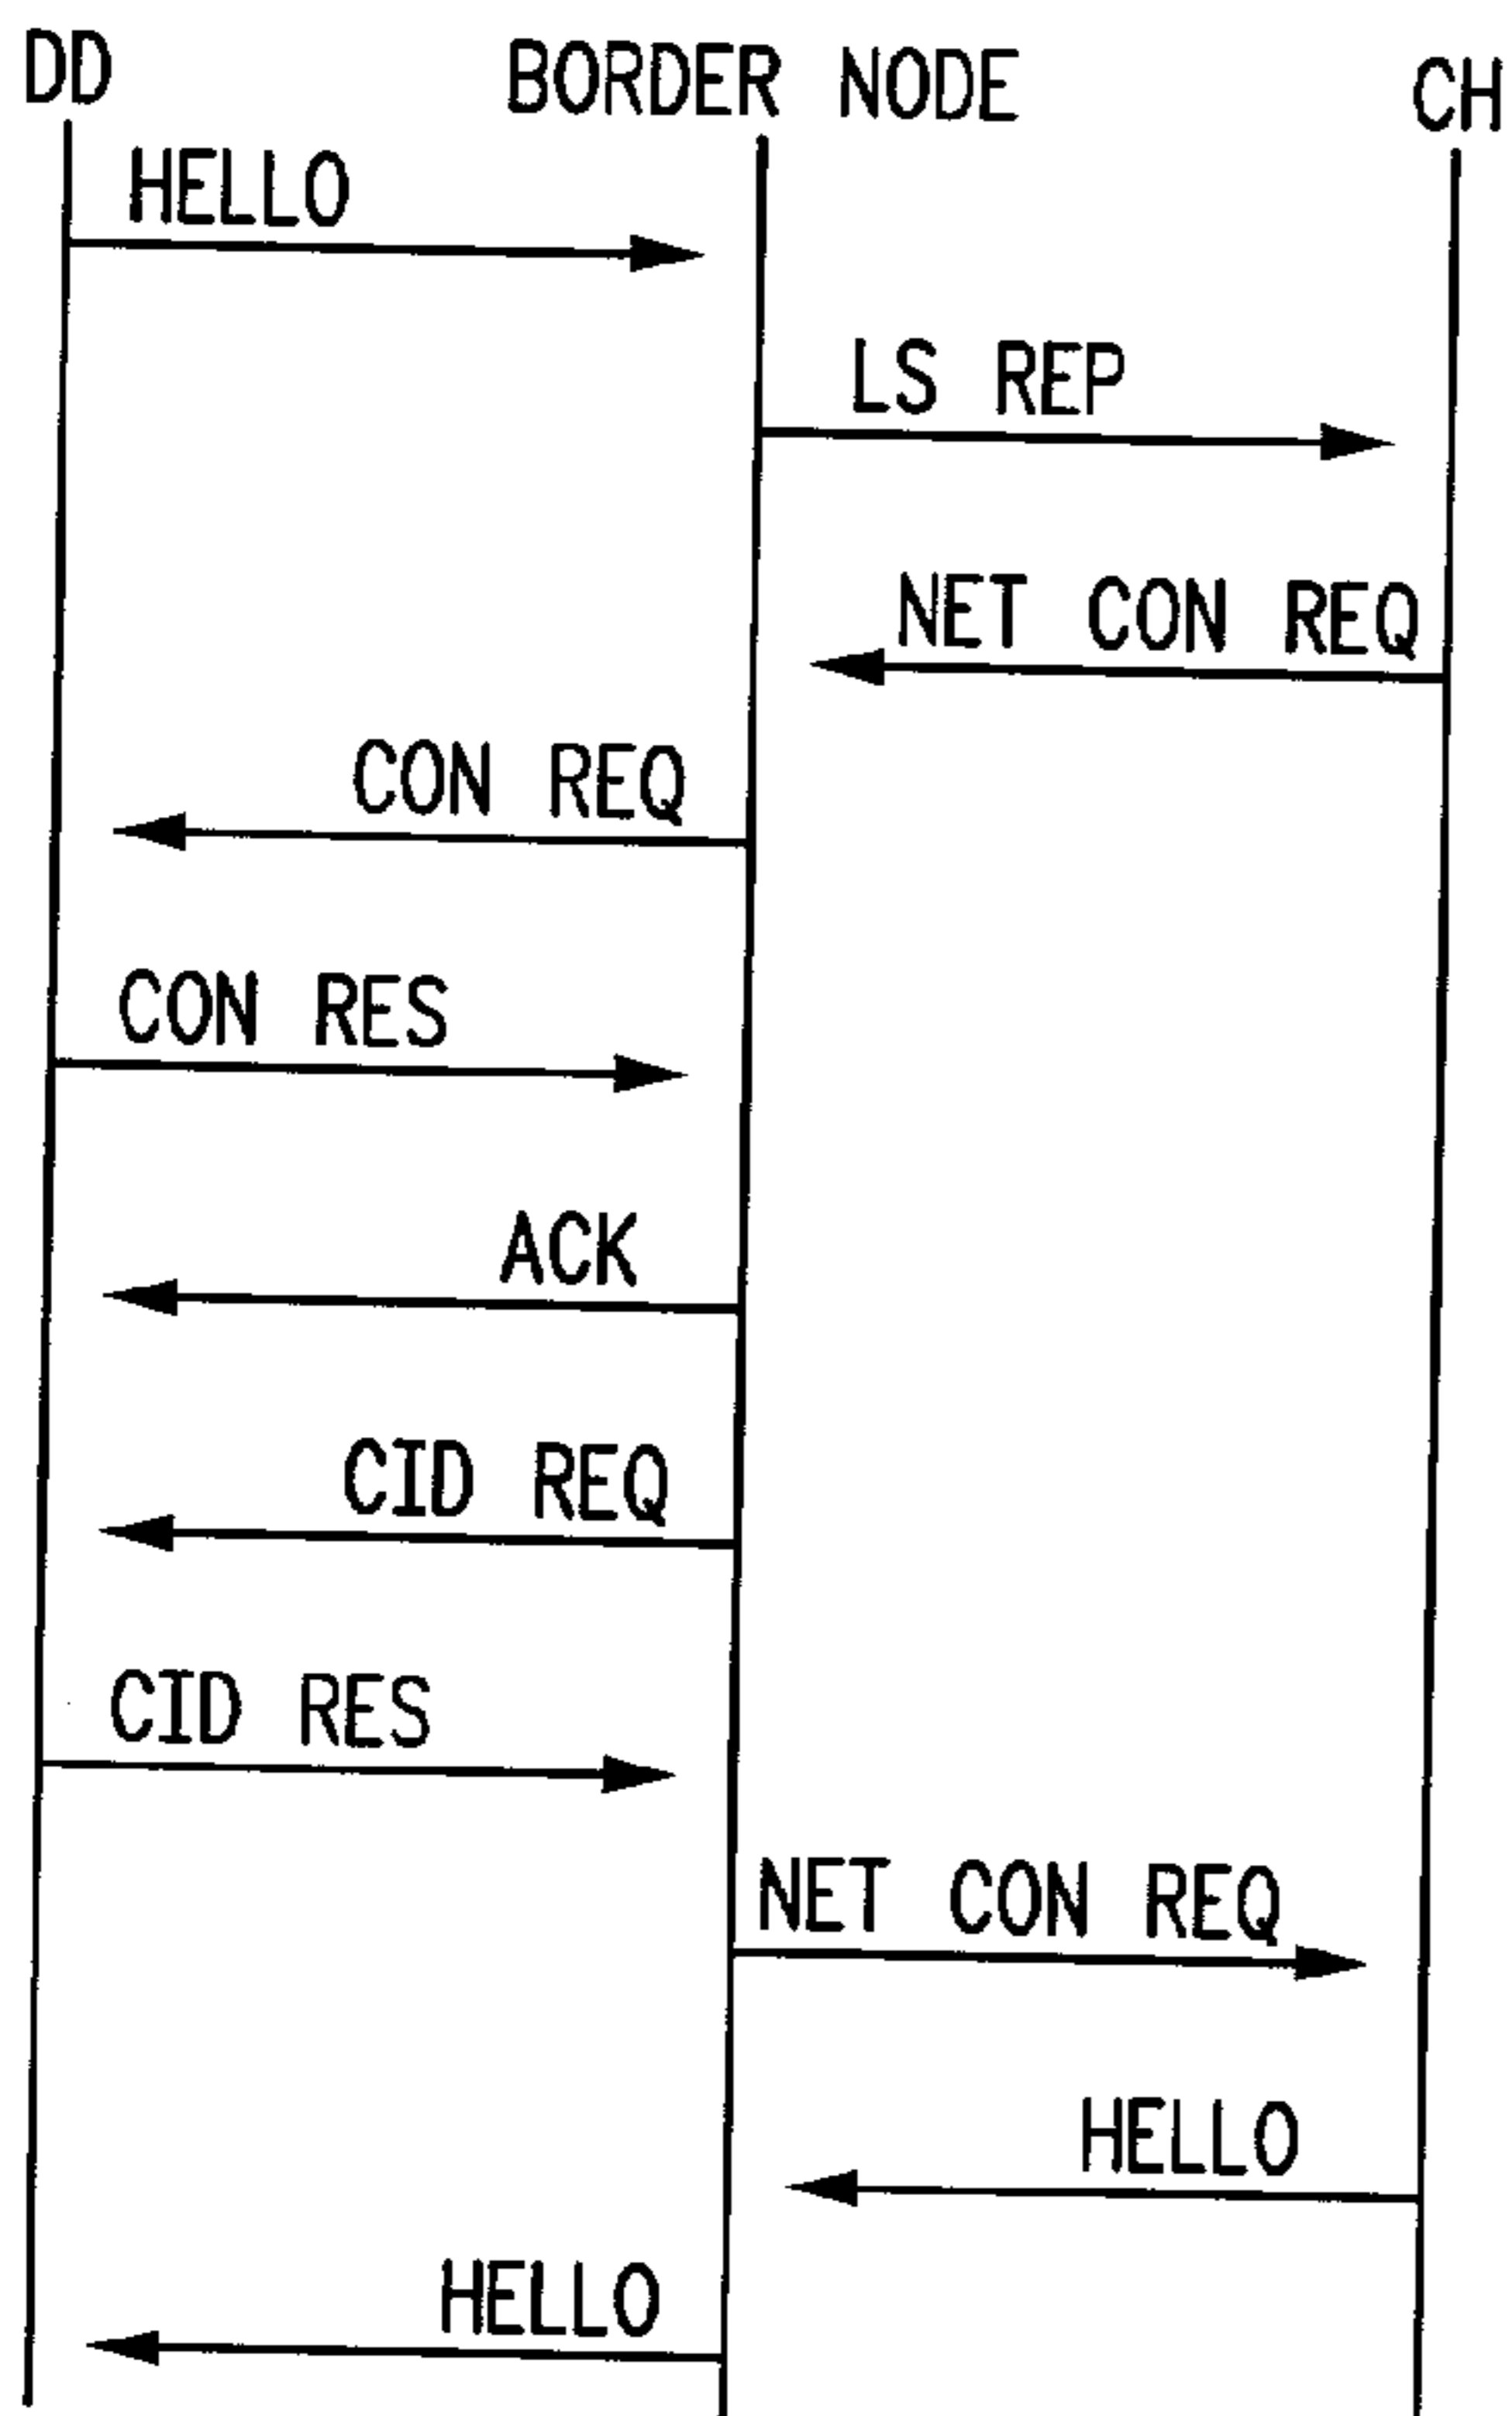 DD BORDER NODE CH
HELLO
LS REP
NET CON REQ
CON REQ
CON RES
ACK
CID REQ
CID RES
NET CON REQ
HELLO
HELLO